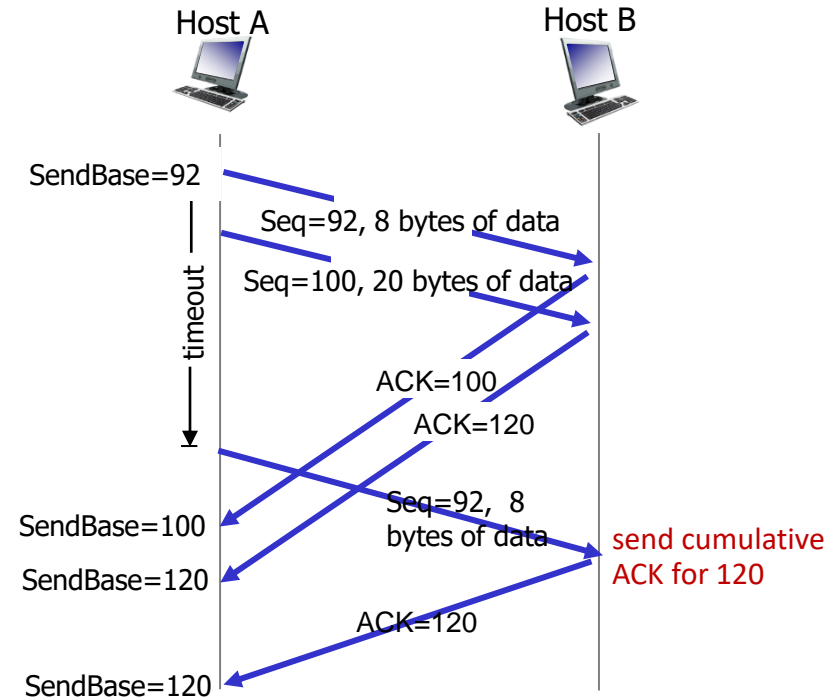 Host A
Host B
SendBase=92
Seq=92, 8 bytes of data
Seq=100, 20 bytes of data
timeout
ACK=100
ACK=120
Seq=92, 8
bytes of data
SendBase=100
send cumulative
ACK for 120
SendBase=120
ACK=120
SendBase=120